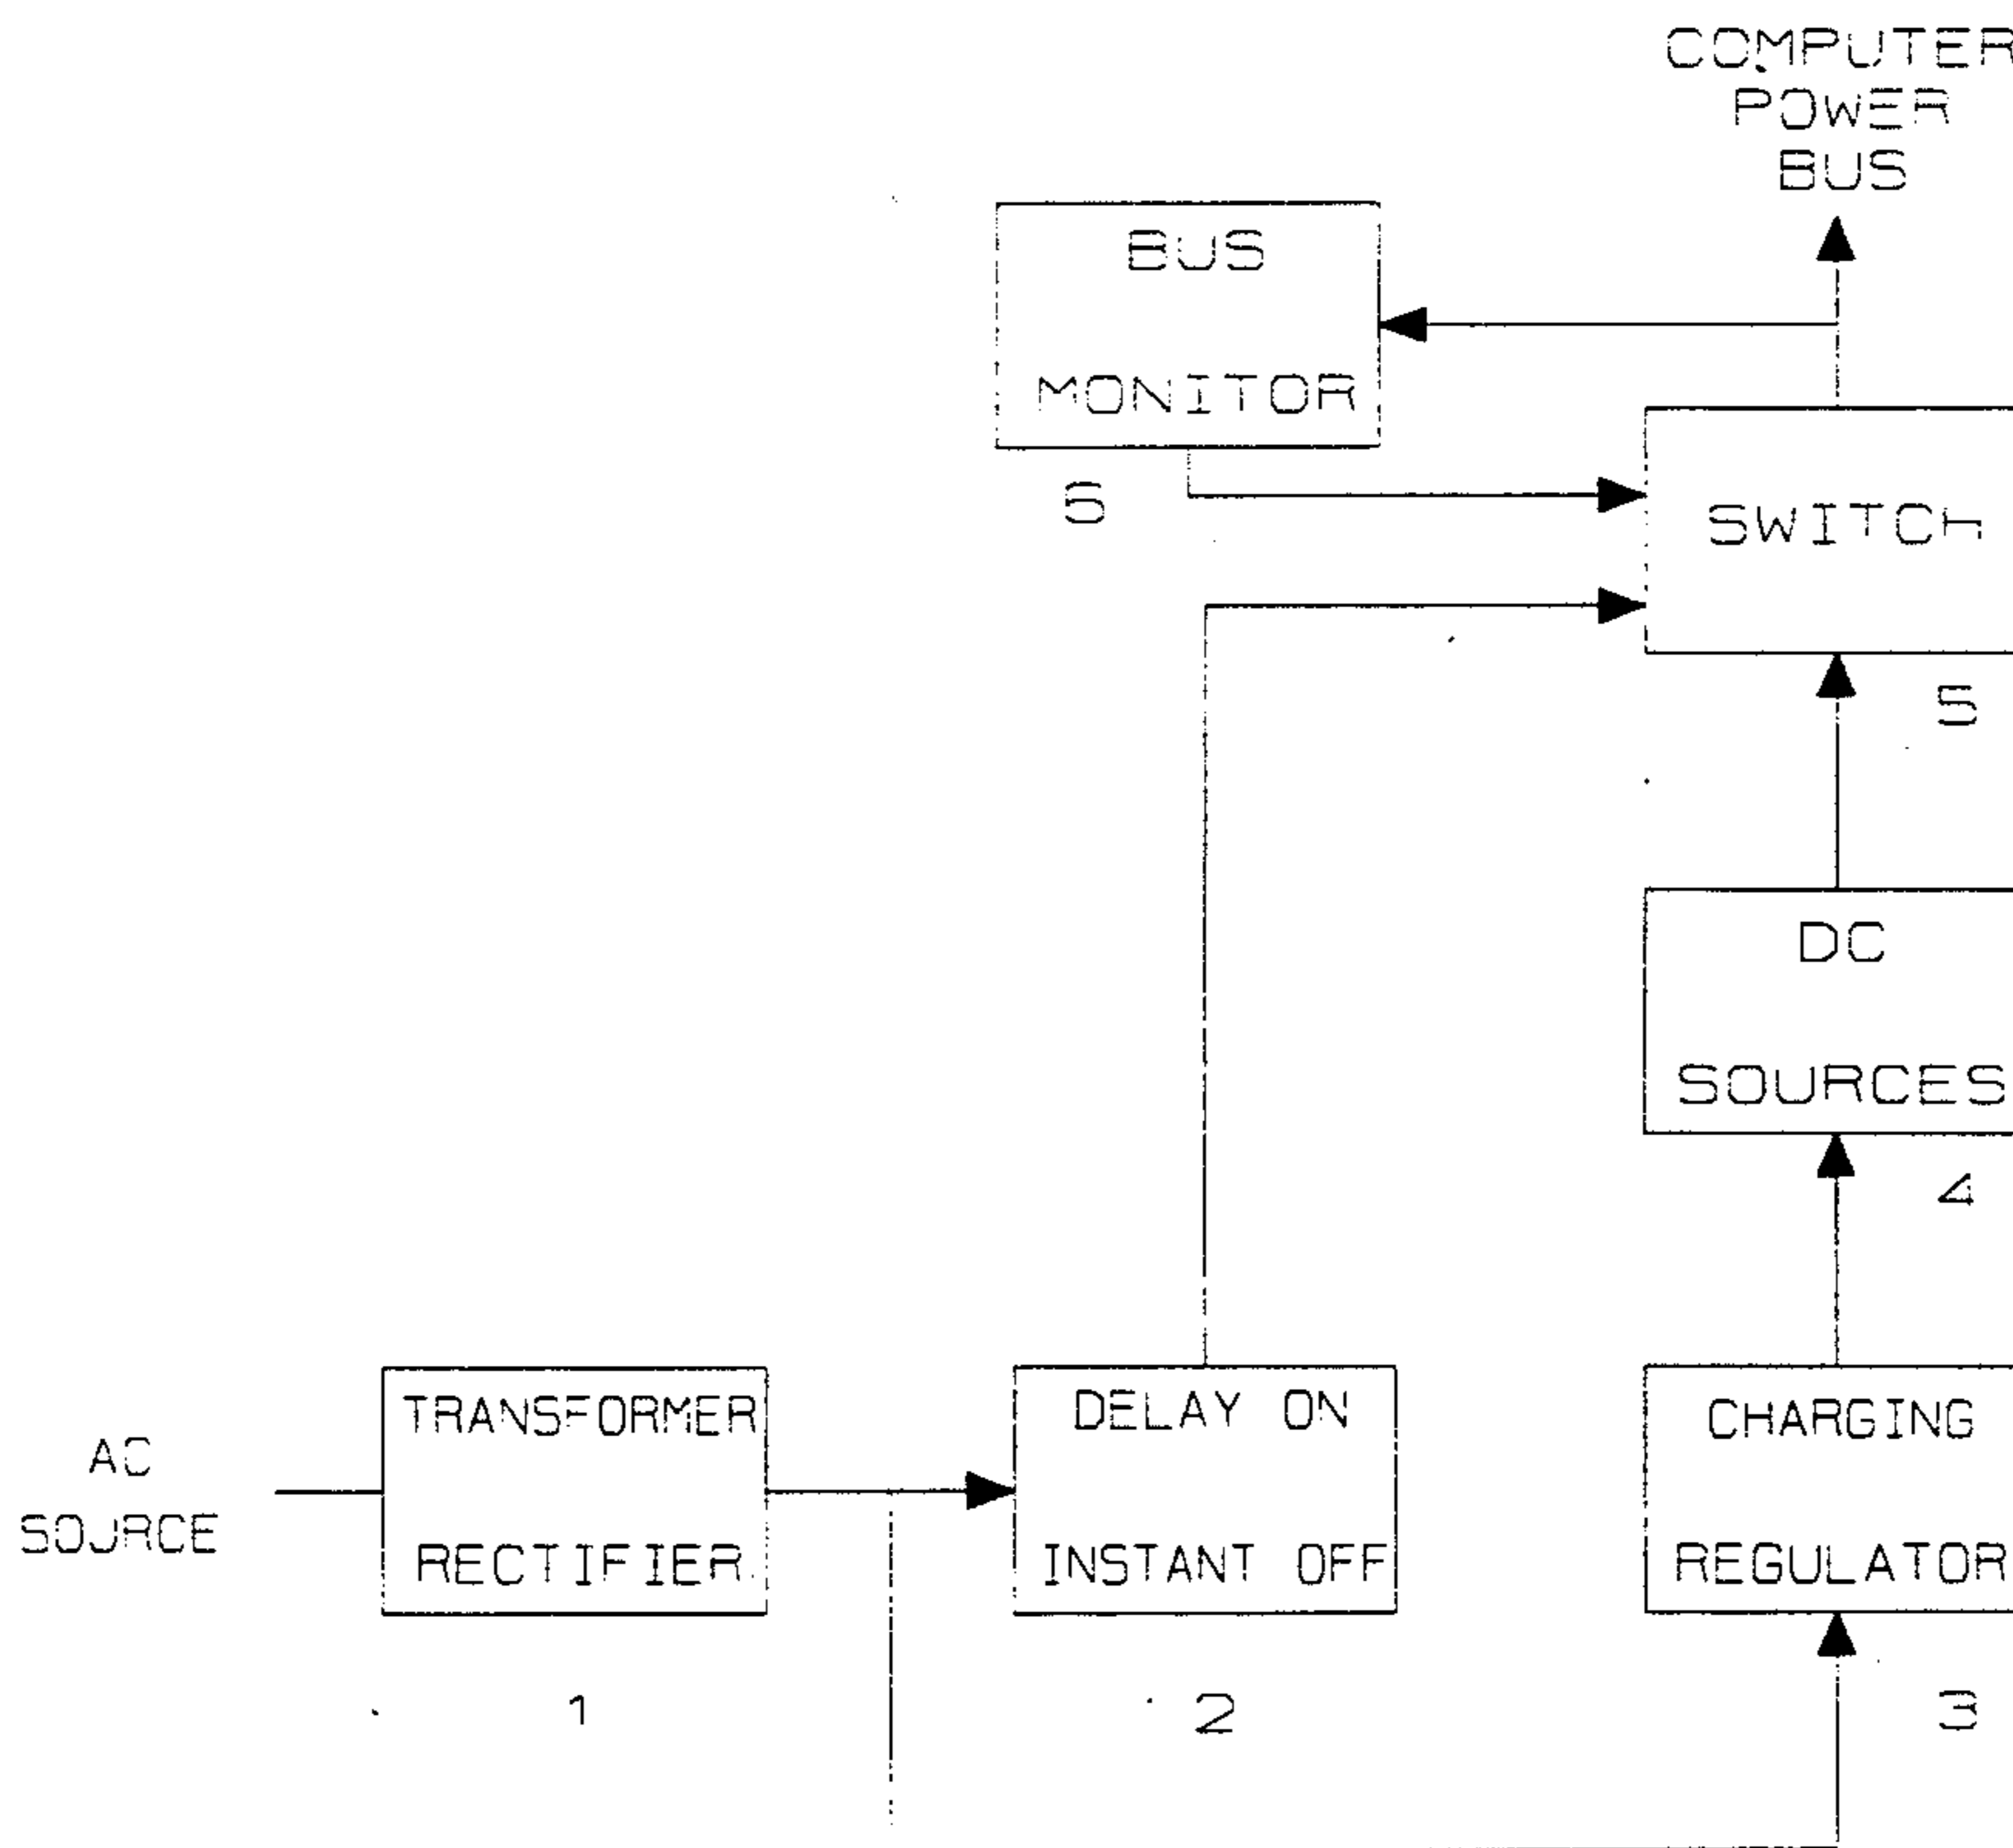 COMPUTER
POWER
BUS
BUS
MONITOR
6
SWITCH
5
DC
SOURCES
4
TRANSFORMER
RECTIFIER
DELAY ON
INSTANT OFF
CHARGING
REGULATOR
AC
SOURCE
1
2
3